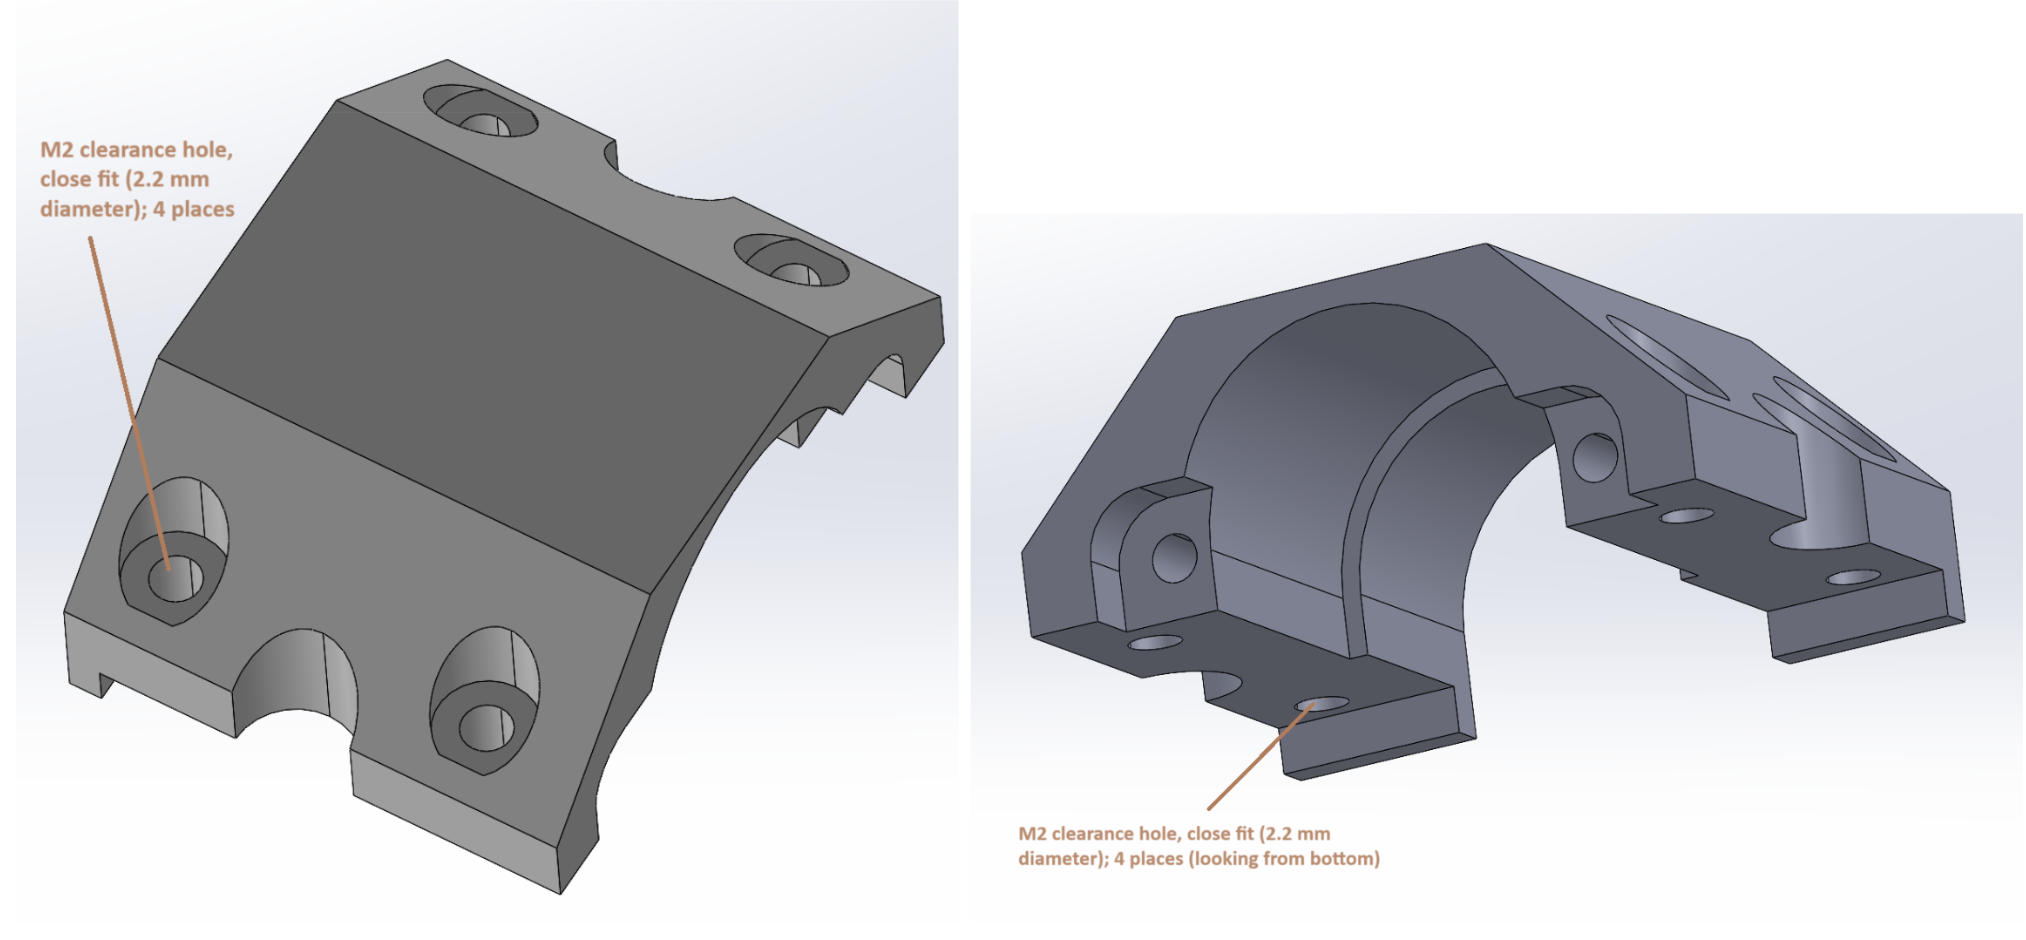 M2 clearance hole,
close fit (2.2 mm
diameter); 4 places
M2 clearance hole, close fit (2.2 mm
diameter); 4 places (looking from bottom)